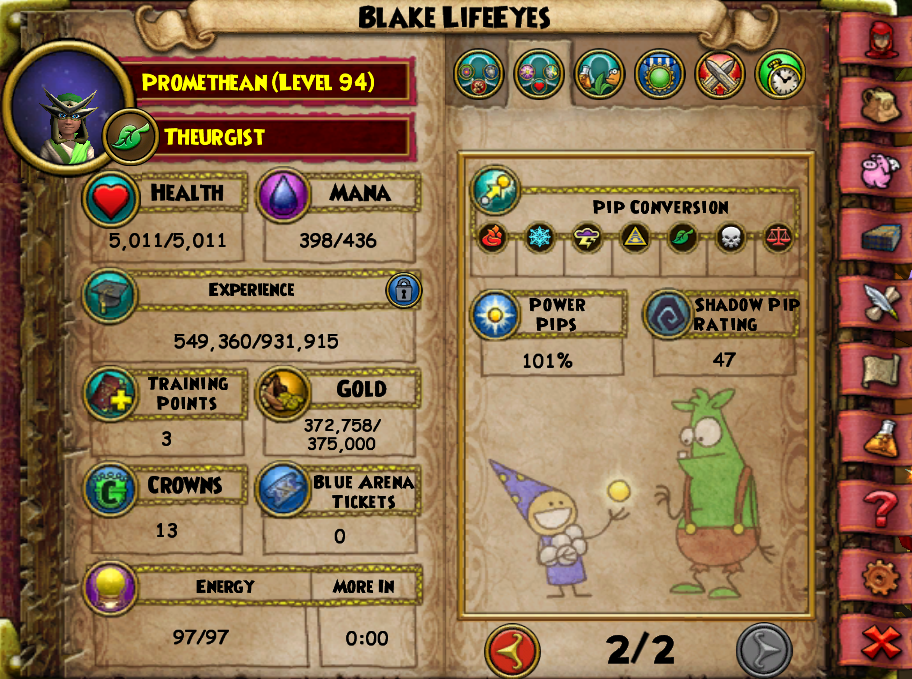 Blake LifeEyes
Promethean (Level 94)
Theurgist
Health
Mana
5,011/5,011
398/436
Experience
549,360/931,915
Training
Points
Gold
3
372,758/
375,000
Crowns
Blue Arena
Tickets
13
0
Energy
More In
97/97
0:00
Pip Conversion
Power
Pips
Shadow Pip
Rating
101%
47
2/2